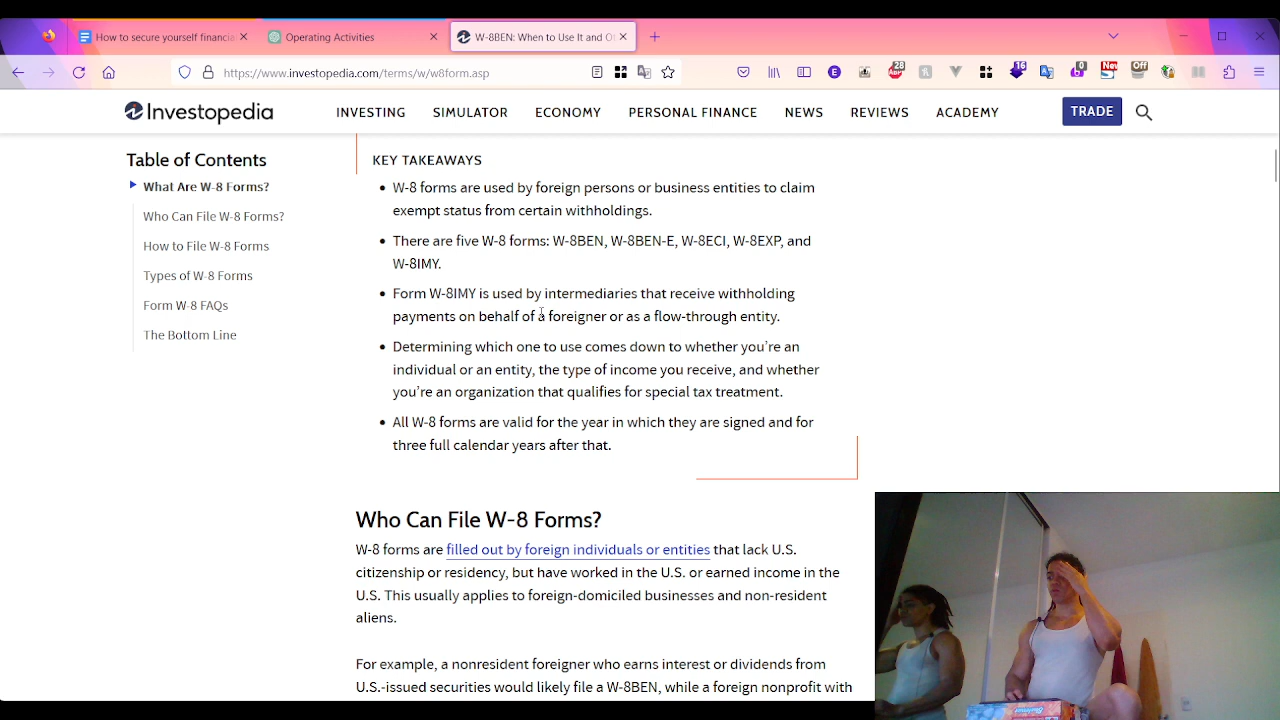 How to secure yourself financia
Operating Activities
W-8BEN: When to Use It and O
https://www.investopedia.com/terms/w/w8form.asp
28
16
0
New
Off
Investopedia
INVESTING
SIMULATOR
ECONOMY
PERSONAL FINANCE
NEWS
REVIEWS
ACADEMY
TRADE
Table of Contents
What Are W-8 Forms?
Who Can File W-8 Forms?
How to File W-8 Forms
Types of W-8 Forms
Form W-8 FAQs
The Bottom Line
KEY TAKEAWAYS
W-8 forms are used by foreign persons or business entities to claim
exempt status from certain withholdings.
There are five W-8 forms: W-8BEN, W-8BEN-E, W-8ECI, W-8EXP, and
W-8IMY.
Form W-8IMY is used by intermediaries that receive withholding
payments on behalf of a foreigner or as a flow-through entity.
Determining which one to use comes down to whether you're an
individual or an entity, the type of income you receive, and whether
you're an organization that qualifies for special tax treatment.
All W-8 forms are valid for the year in which they are signed and for
three full calendar years after that.
Who Can File W-8 Forms?
W-8 forms are filled out by foreign individuals or entities that lack U.S.
citizenship or residency, but have worked in the U.S. or earned income in the
U.S. This usually applies to foreign-domiciled businesses and non-resident
aliens.
For example, a nonresident foreigner who earns interest or dividends from
U.S.-issued securities would likely file a W-8BEN, while a foreign nonprofit with